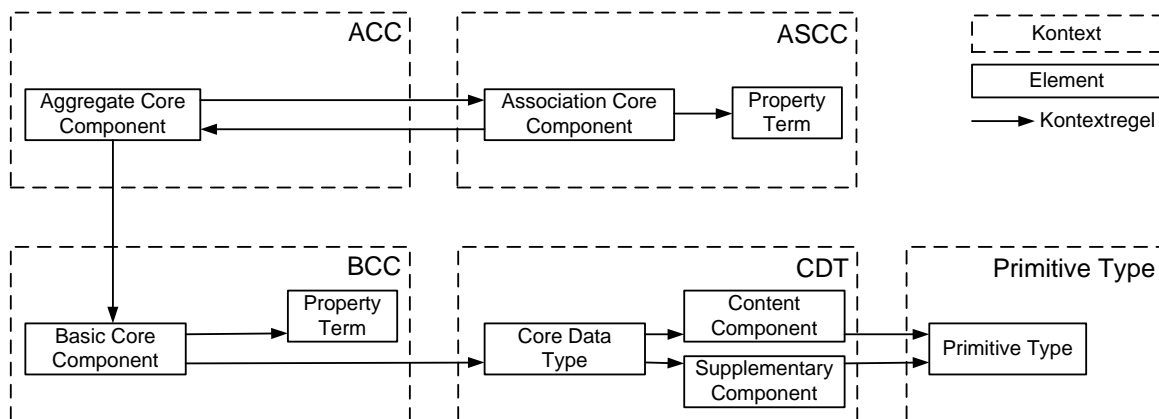 ACC
Aggregate Core
Component
ASCC
Association Core
Component
Property
Term
Kontext
Element
Kontextregel
BCC
Property
Term
Basic Core
Component
CDT
Core Data
Type
Content
Component
Supplementary
Component
Primitive Type
Primitive Type